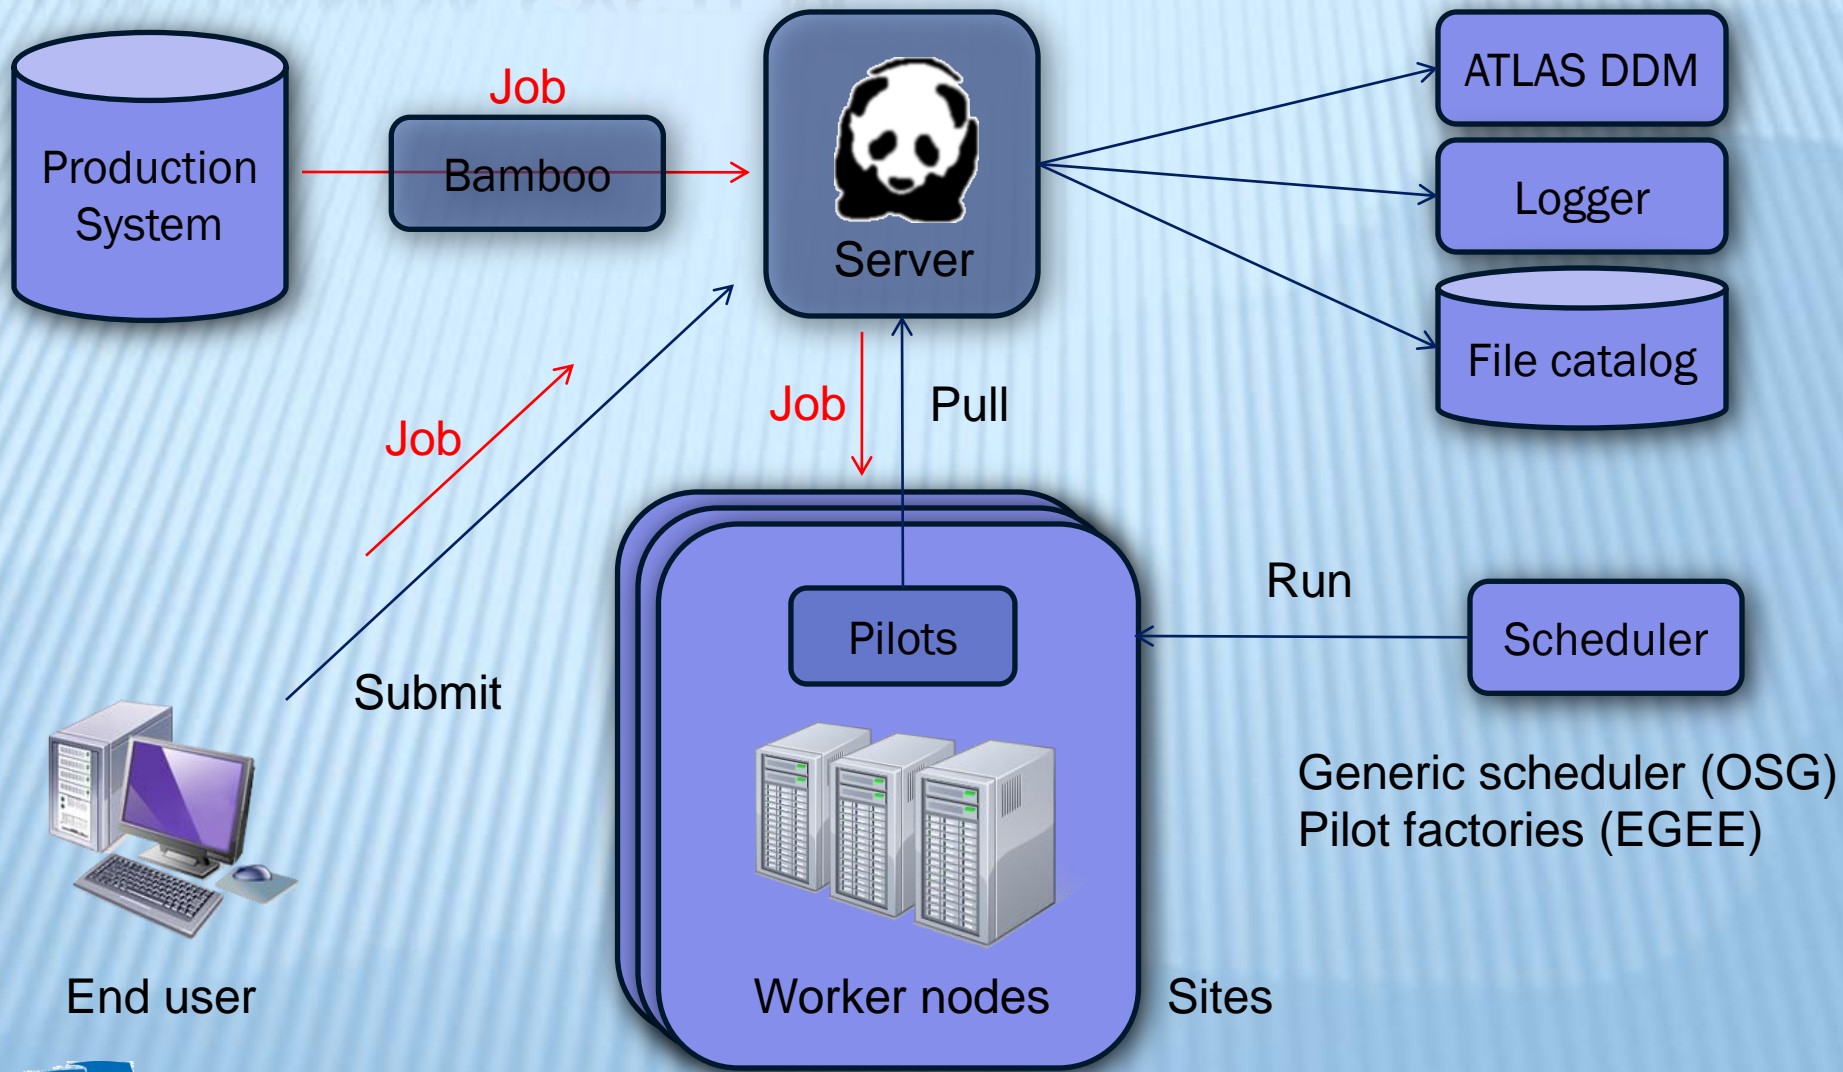 Production
System
Job
Bamboo
Server
ATLAS DDM
Logger
File catalog
Job
Job
Pull
Submit
Pilots
Run
Scheduler
Generic scheduler (OSG)
Pilot factories (EGEE)
End user
Worker nodes
Sites